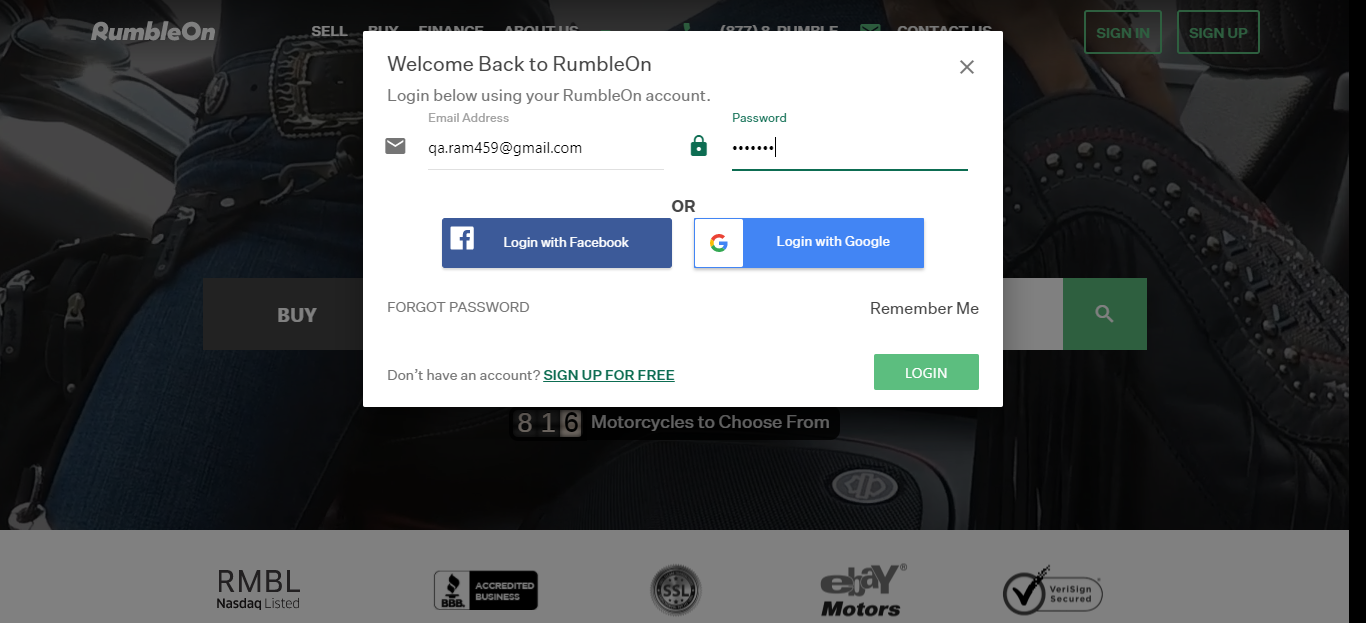 RumbleOn
SELL BUY FINANCE ABOUT US (877) 8-RUMBLE CONTACT US
SIGN IN SIGN UP
Welcome Back to RumbleOn
Login below using your RumbleOn account.
Email Address Password
qa.ram459@gmail.com •••••••
OR
Login with Facebook
Login with Google
FORGOT PASSWORD Remember Me
BUY
Don't have an account? SIGN UP FOR FREE LOGIN
816 Motorcycles to Choose From
RMBL
Nasdaq Listed
BBB. ACCREDITED
BUSINESS
SSL
ebay®
Motors
VeriSign
Secured